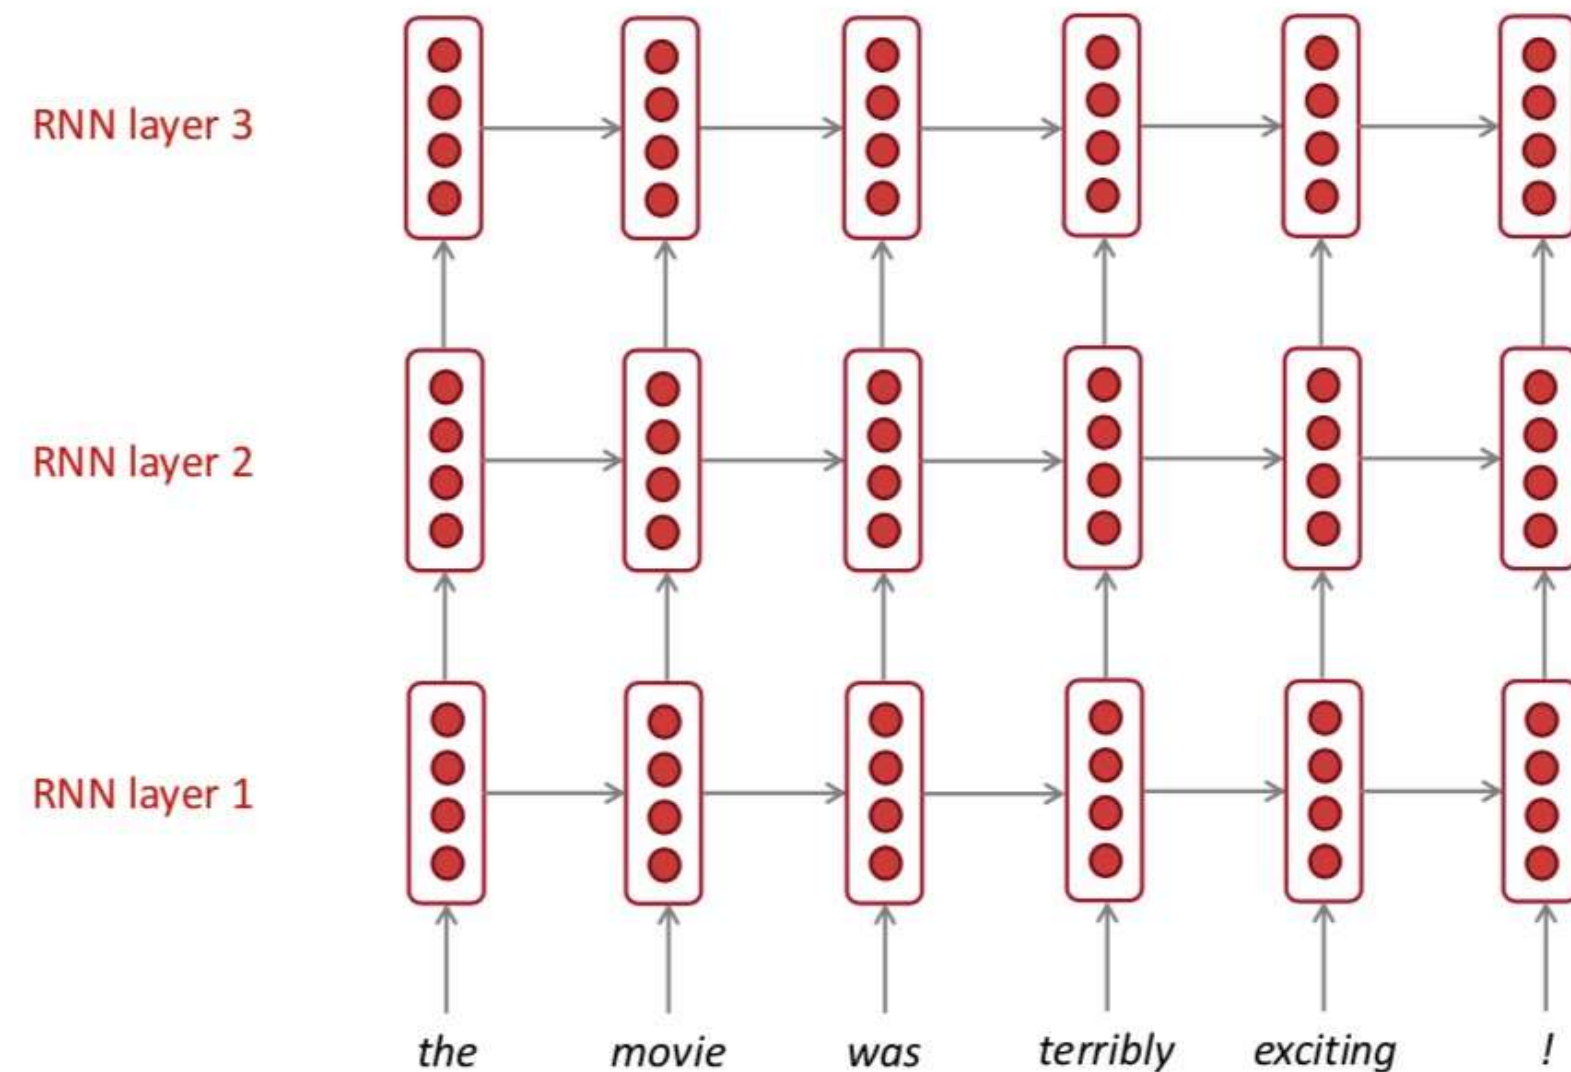 RNN layer 3
RNN layer 2
RNN layer 1
the movie was terribly exciting !